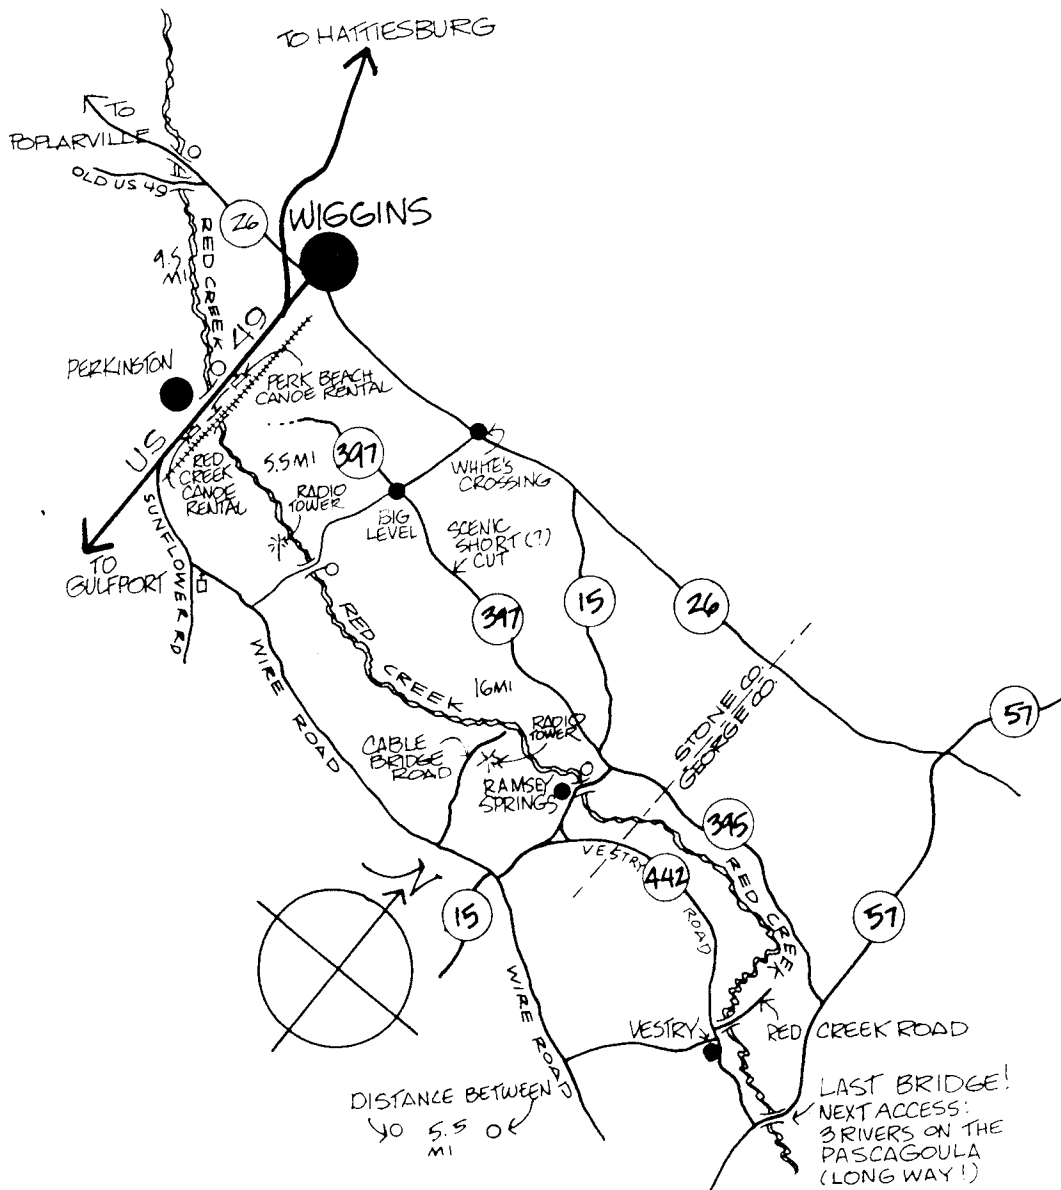 TO HATTIESBURG
TO
POPLARVILLE
OLD US 49
26
WIGGINS
RED CREEK
9.5
MI
49
PERKINSTON
PERK BEACH
CANOE RENTAL
US
397
5.5 MI
RED
CREEK
CANOE
RENTAL
RADIO
TOWER
WHITE'S
CROSSING
BIG
LEVEL
SCENIC
SHORT (?)
CUT
SUNFLOWER RD
TO
GULFPORT
397
15
26
RED
CREEK
16 MI
WIRE ROAD
STONE CO.
GEORGE CO.
57
CABLE
BRIDGE
ROAD
RADIO
TOWER
RAMSEY
SPRINGS
395
VESTRY
442
ROAD
RED CREEK
N
15
57
WIRE ROAD
VESTRY
RED CREEK ROAD
DISTANCE BETWEEN
5.5
MI
LAST BRIDGE!
NEXT ACCESS:
3 RIVERS ON THE
PASCAGOULA
(LONG WAY!)